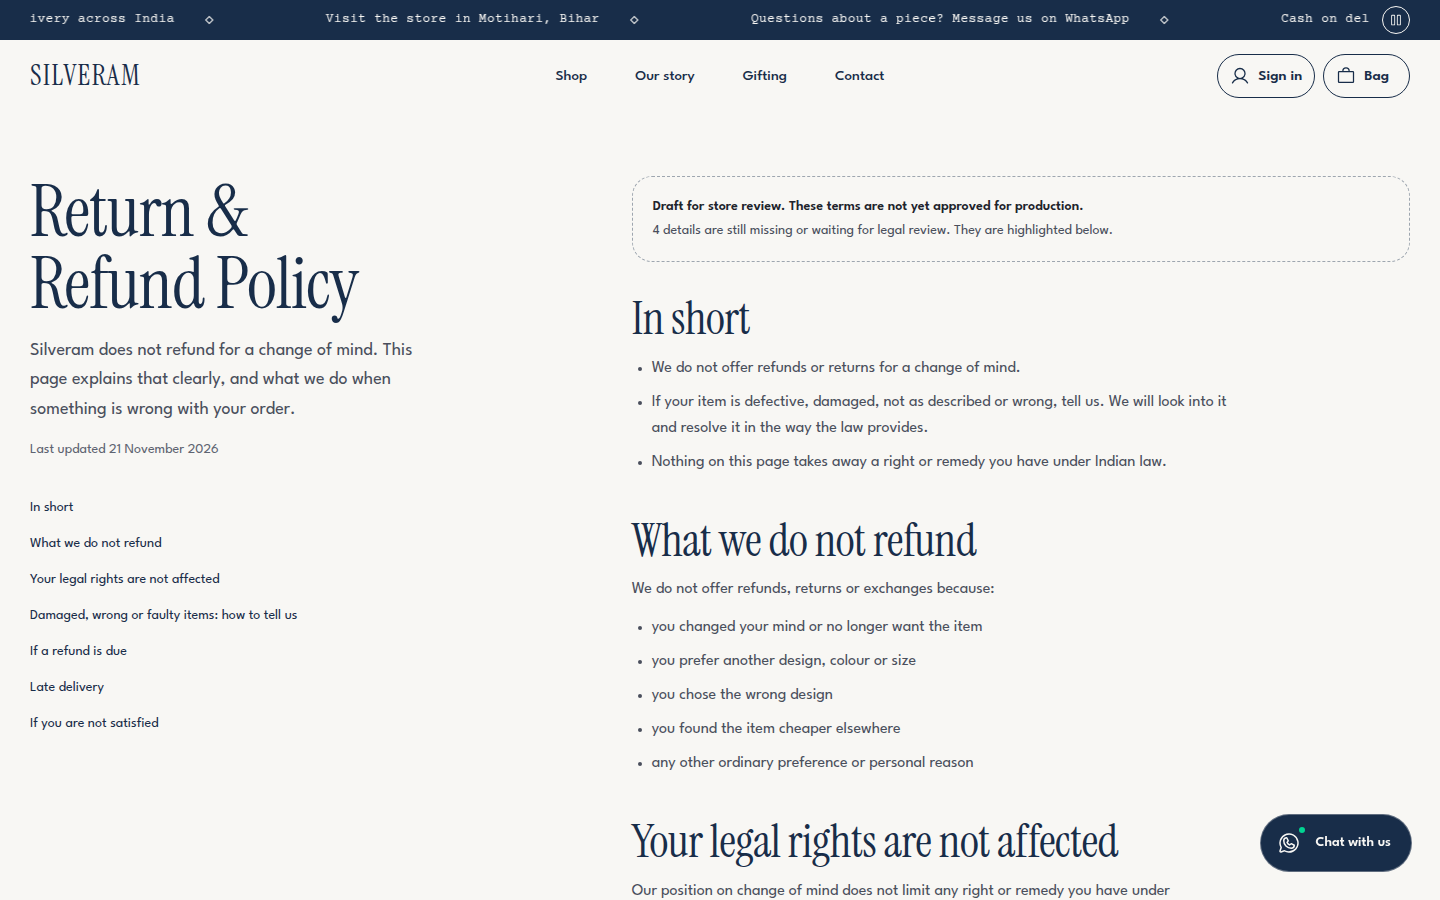 ivery across India ◇ Visit the store in Motihari, Bihar ◇ Questions about a piece? Message us on WhatsApp ◇ Cash on del
SILVERAM
Shop Our story Gifting Contact
Sign in Bag
Return &
Refund Policy
Silveram does not refund for a change of mind. This
page explains that clearly, and what we do when
something is wrong with your order.
Last updated 21 November 2026
In short
What we do not refund
Your legal rights are not affected
Damaged, wrong or faulty items: how to tell us
If a refund is due
Late delivery
If you are not satisfied
Draft for store review. These terms are not yet approved for production.
4 details are still missing or waiting for legal review. They are highlighted below.
In short
• We do not offer refunds or returns for a change of mind.
• If your item is defective, damaged, not as described or wrong, tell us. We will look into it
and resolve it in the way the law provides.
• Nothing on this page takes away a right or remedy you have under Indian law.
What we do not refund
We do not offer refunds, returns or exchanges because:
• you changed your mind or no longer want the item
• you prefer another design, colour or size
• you chose the wrong design
• you found the item cheaper elsewhere
• any other ordinary preference or personal reason
Your legal rights are not affected
Our position on change of mind does not limit any right or remedy you have under
Chat with us